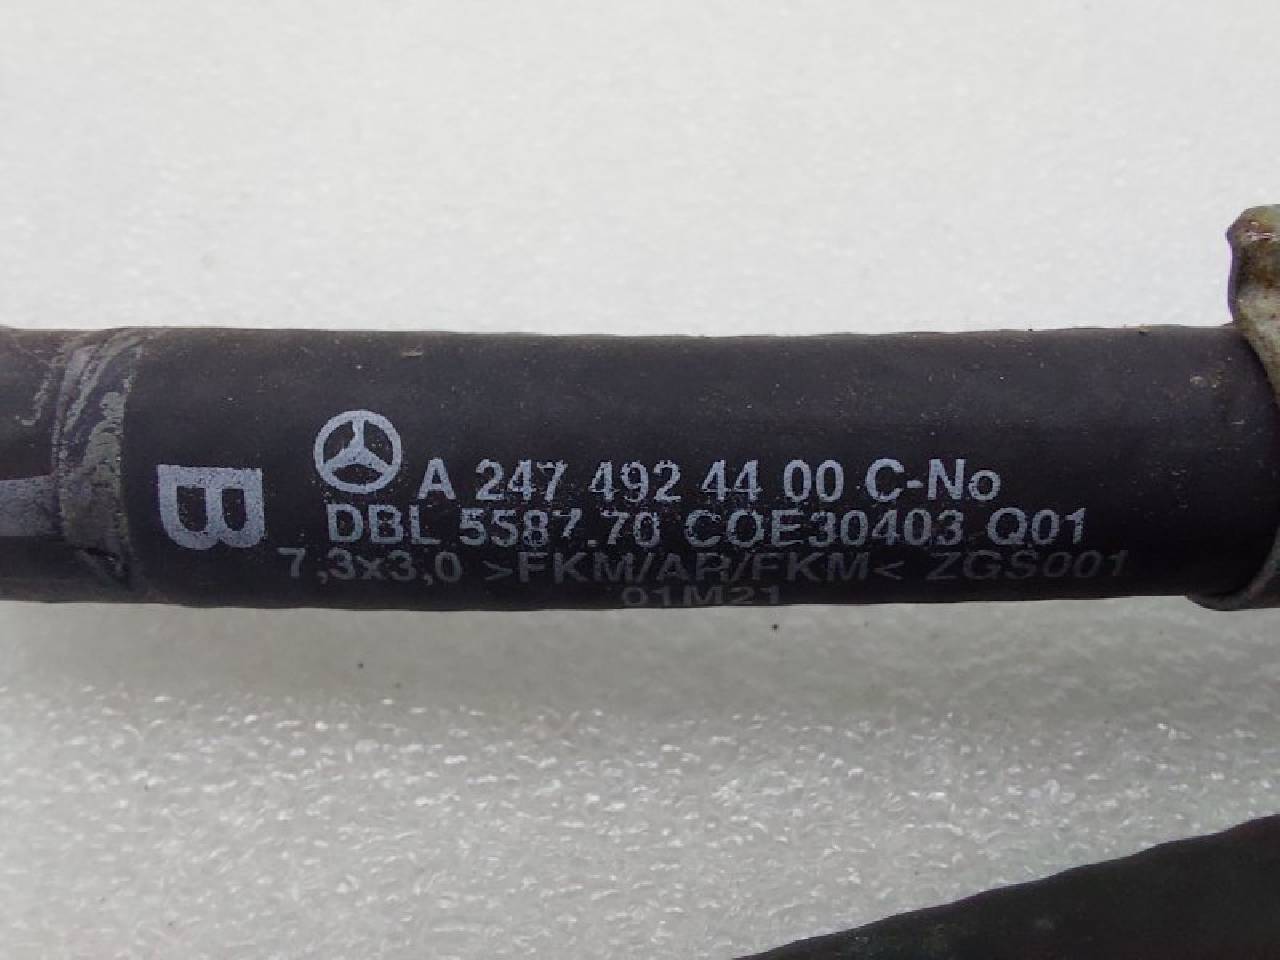 B
A 247 492 44 00 C-No
DBL 5587.70 COE30403 Q01
7,3x3,0 >FKM/AR/FKM< ZGS001
01M21